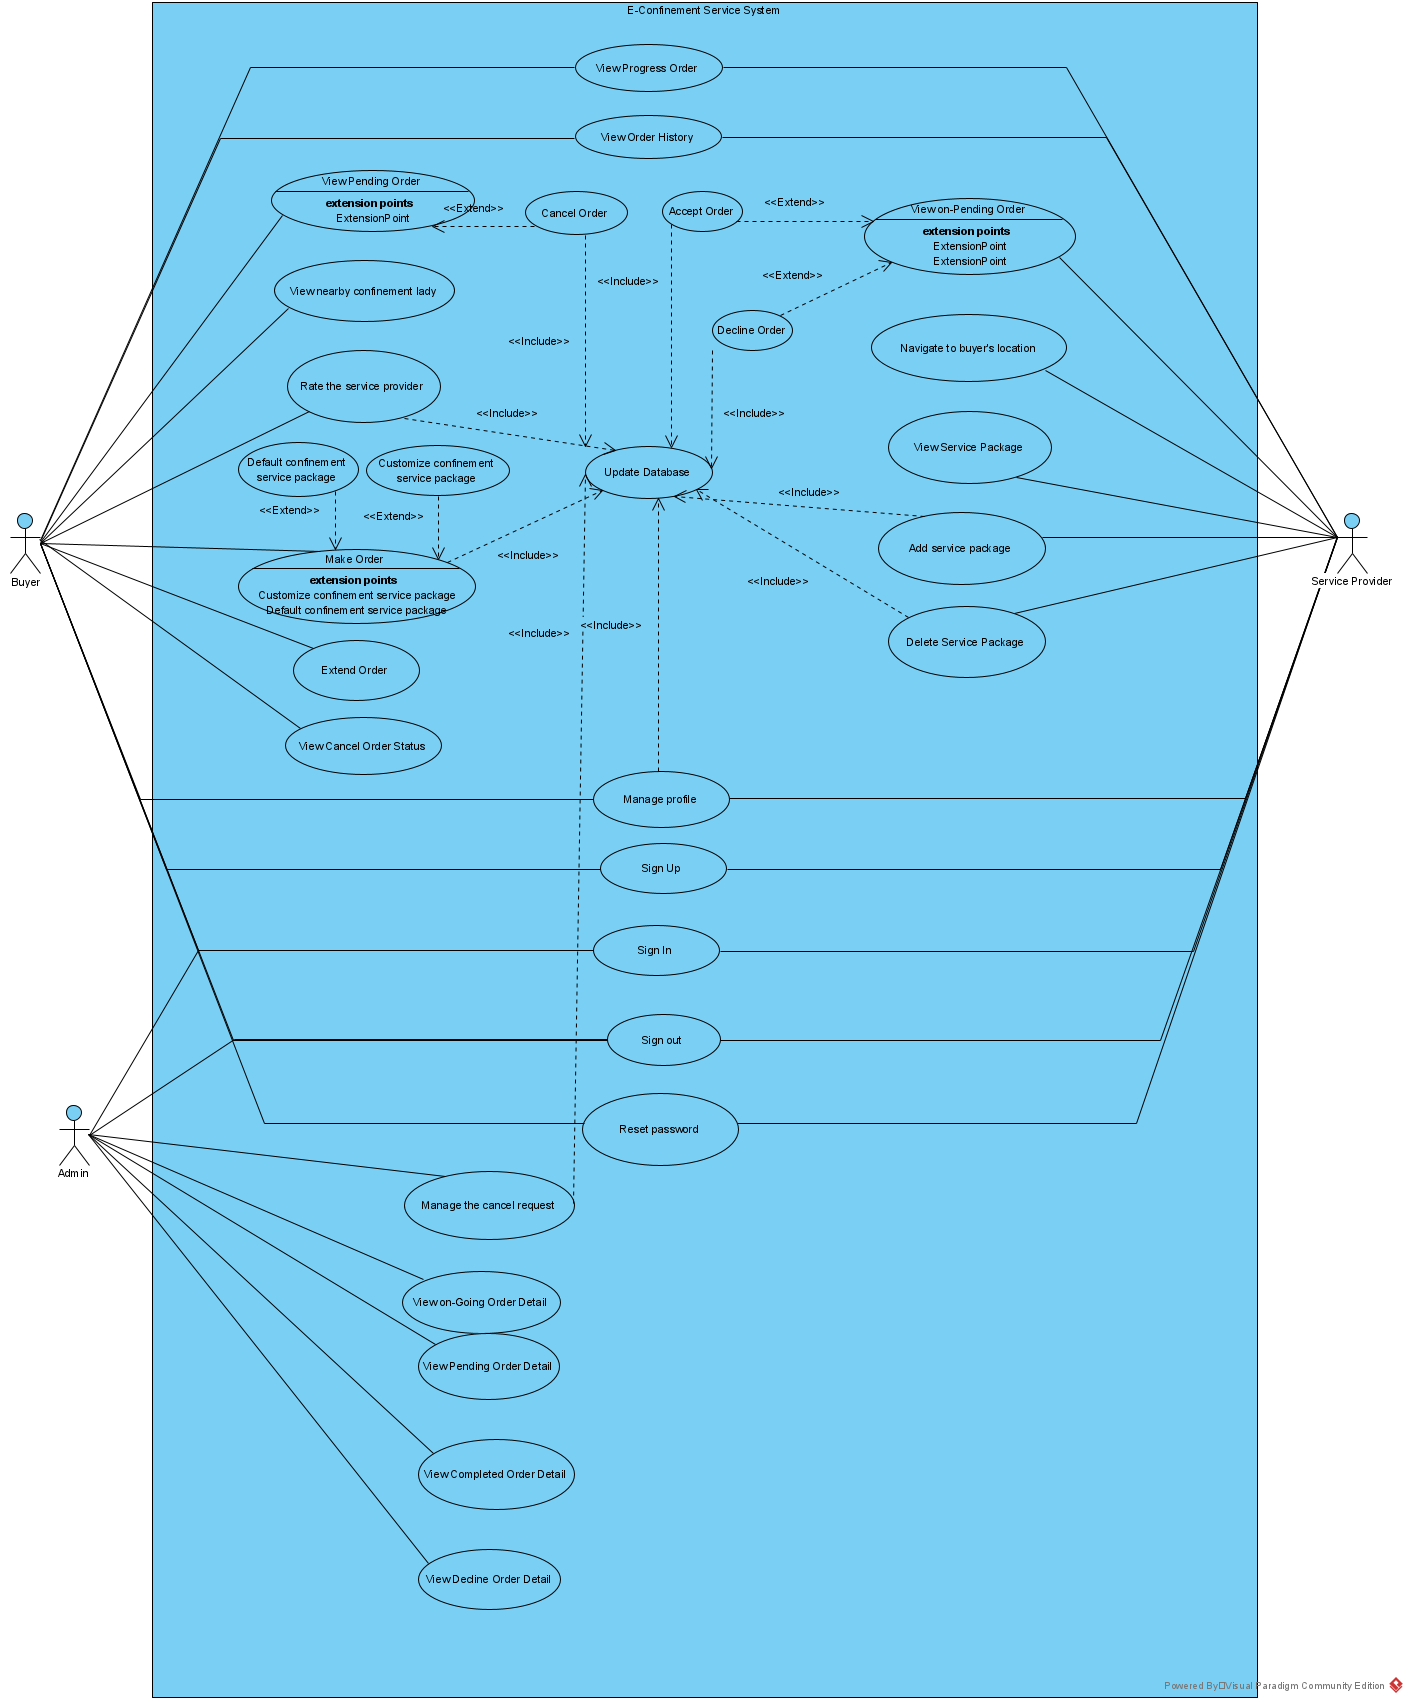 E-Confinement Service System
View Progress Order
View Order History
View Pending Order
extension points
ExtensionPoint
<<Extend>>
Cancel Order
Accept Order
<<Extend>>
View on-Pending Order
extension points
ExtensionPoint
ExtensionPoint
View nearby confinement lady
<<Include>>
<<Extend>>
<<Include>>
Decline Order
Navigate to buyer's location
Rate the service provider
<<Include>>
<<Include>>
View Service Package
Default confinement
service package
Customize confinement
service package
Update Database
<<Extend>>
<<Extend>>
<<Include>>
Add service package
Make Order
extension points
Customize confinement service package
Default confinement service package
<<Include>>
<<Include>>
Buyer
Service Provider
<<Include>>
<<Include>>
Delete Service Package
Extend Order
View Cancel Order Status
Manage profile
Sign Up
Sign In
Sign out
Reset password
Admin
Manage the cancel request
View on-Going Order Detail
View Pending Order Detail
View Completed Order Detail
View Decline Order Detail
Powered By Visual Paradigm Community Edition